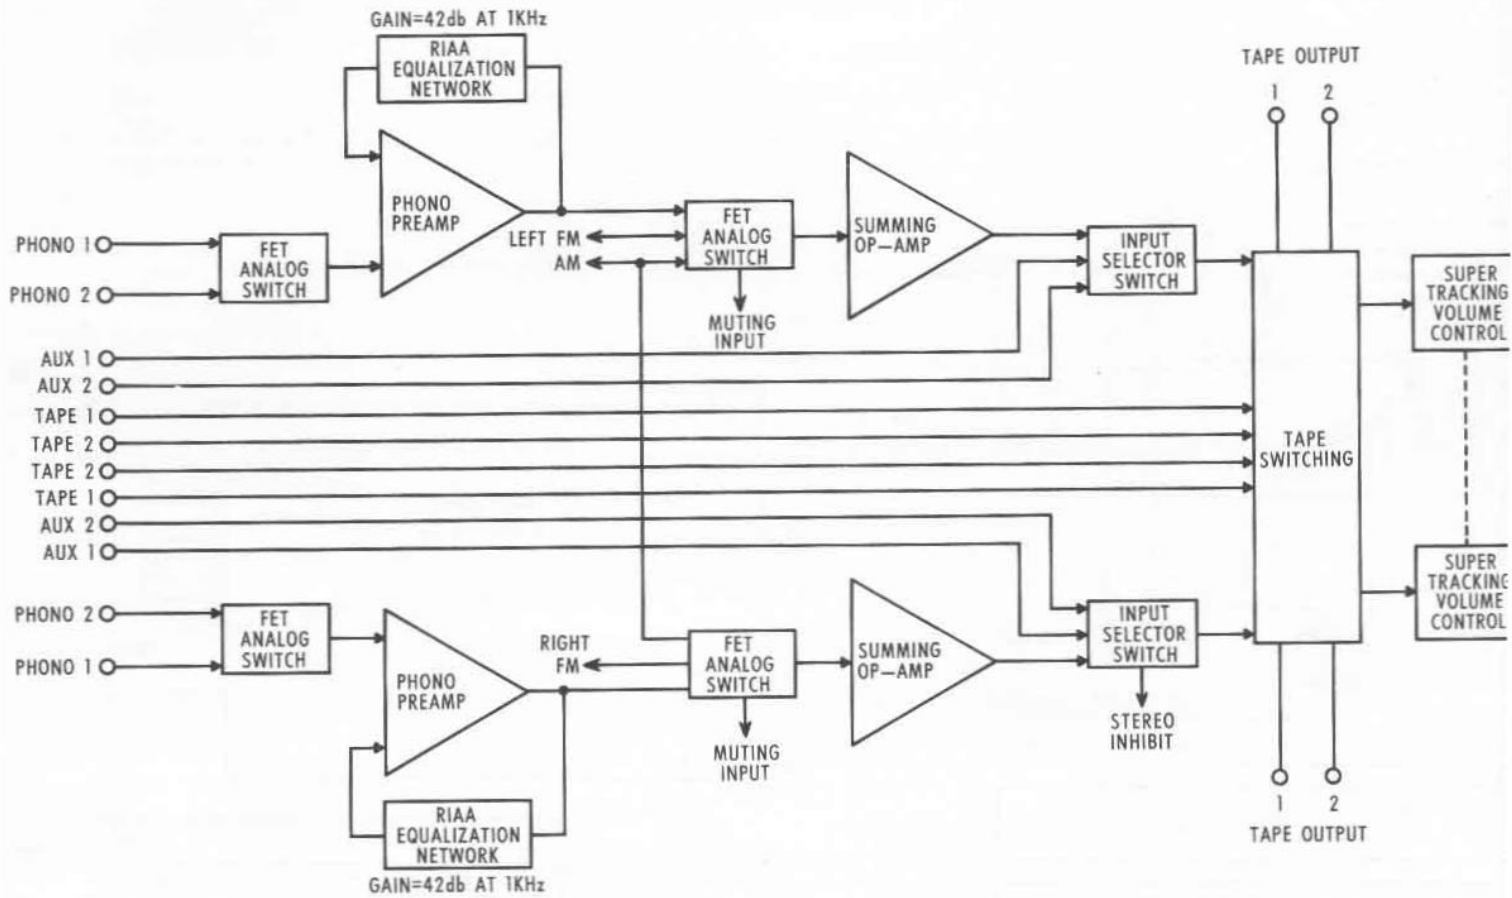 GAIN=42db AT 1KHz
RIAA
EQUALIZATION
NETWORK
TAPE OUTPUT
1 2
PHONO
PREAMP
PHONO 1
PHONO 2
FET
ANALOG
SWITCH
LEFT FM
AM
FET
ANALOG
SWITCH
MUTING
INPUT
SUMMING
OP–AMP
INPUT
SELECTOR
SWITCH
SUPER
TRACKING
VOLUME
CONTROL
AUX 1
AUX 2
TAPE 1
TAPE 2
TAPE 2
TAPE 1
AUX 2
AUX 1
TAPE
SWITCHING
PHONO 2
PHONO 1
FET
ANALOG
SWITCH
PHONO
PREAMP
RIGHT
FM
FET
ANALOG
SWITCH
MUTING
INPUT
SUMMING
OP–AMP
INPUT
SELECTOR
SWITCH
STEREO
INHIBIT
SUPER
TRACKING
VOLUME
CONTROL
RIAA
EQUALIZATION
NETWORK
GAIN=42db AT 1KHz
1 2
TAPE OUTPUT